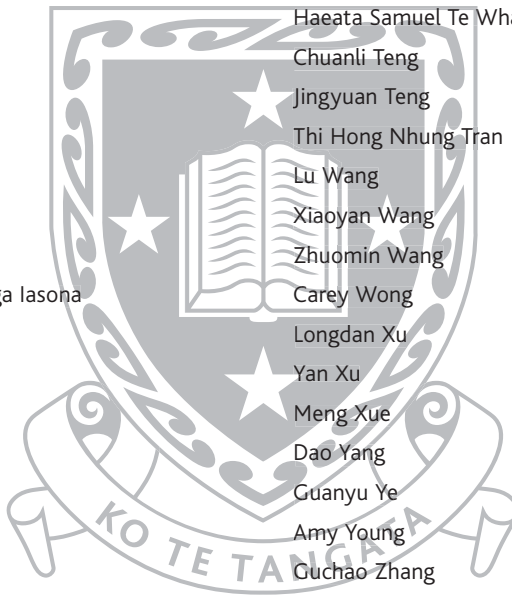 Haeata Samuel Te Wha
Chuanli Teng
Jingyuan Teng
Thi Hong Nhung Tran
Lu Wang
Xiaoyan Wang
Zhuomin Wang
ga Iasona
Carey Wong
Longdan Xu
Yan Xu
Meng Xue
Dao Yang
Guanyu Ye
Amy Young
Guchao Zhang
KO TE TANGATA